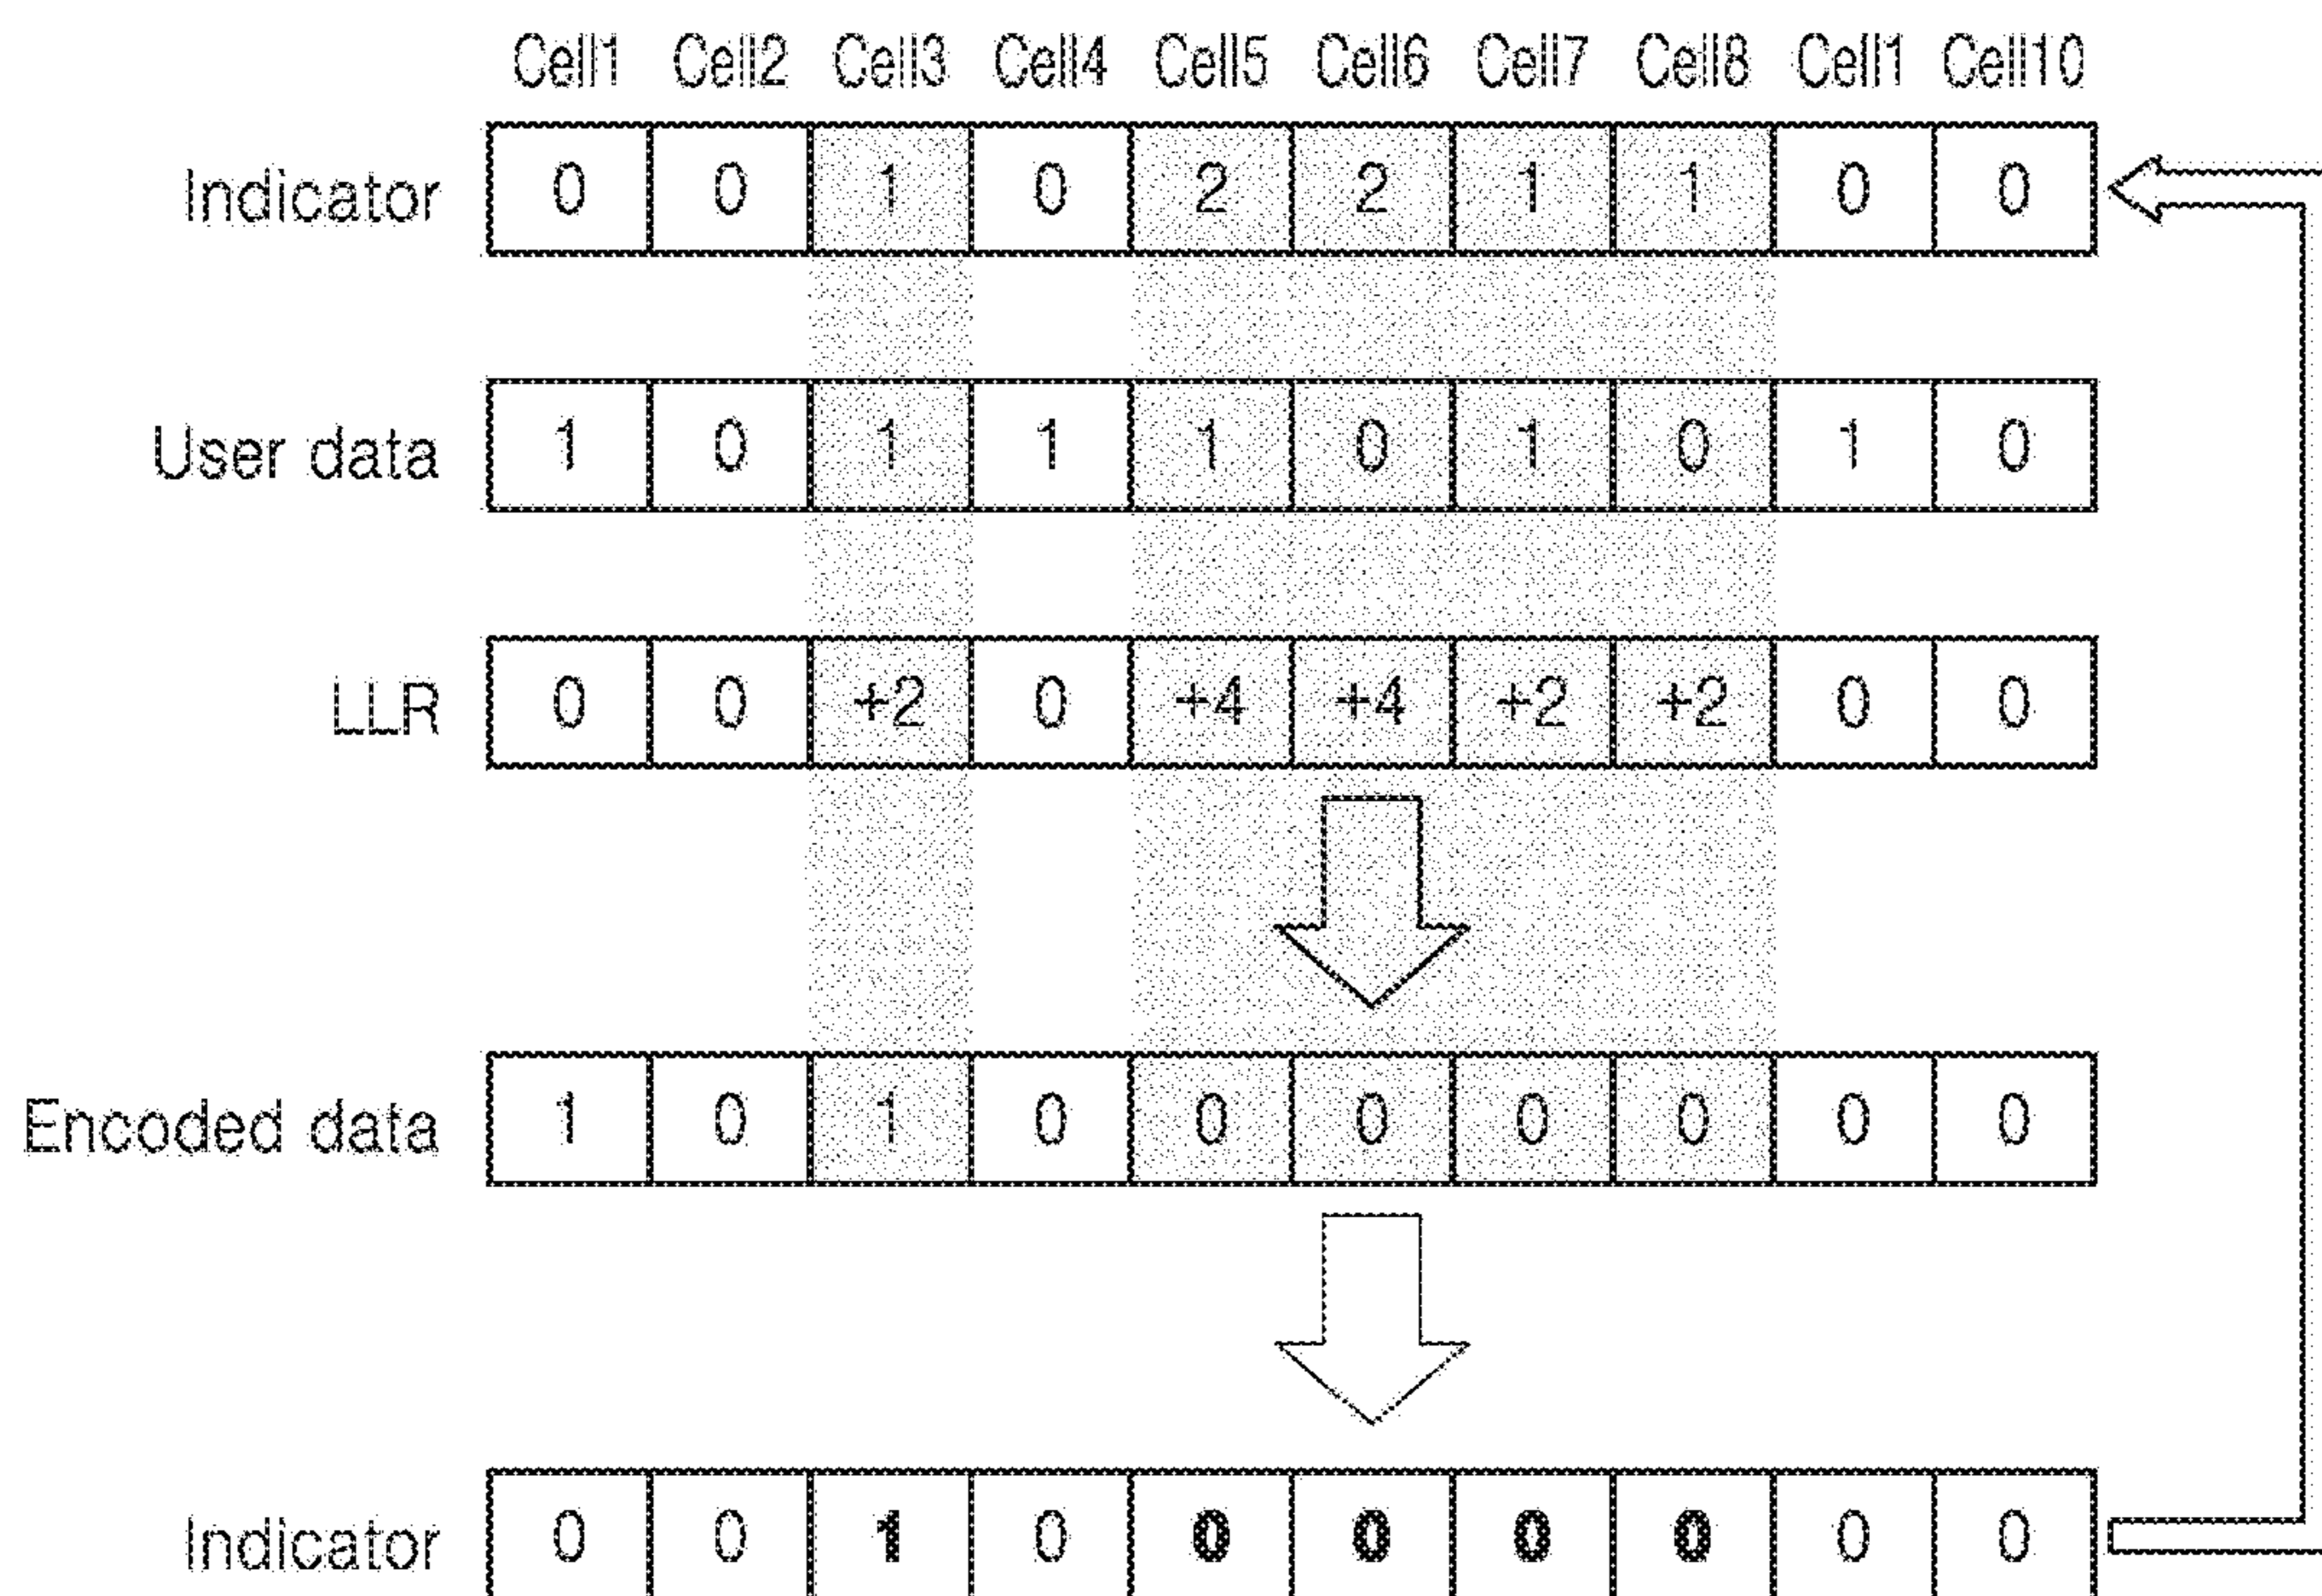 Cell1 Cell2 Cell3 Cell4 Cell5 Cell6 Cell7 Cell8 Cell1 Cell10
Indicator 0 0 1 0 2 2 1 1 0 0
User data 1 0 1 1 1 0 1 0 1 0
LLR 0 0 +2 0 +4 +4 +2 +2 0 0
Encoded data 1 0 1 0 0 0 0 0 0 0
Indicator 0 0 1 0 0 0 0 0 0 0